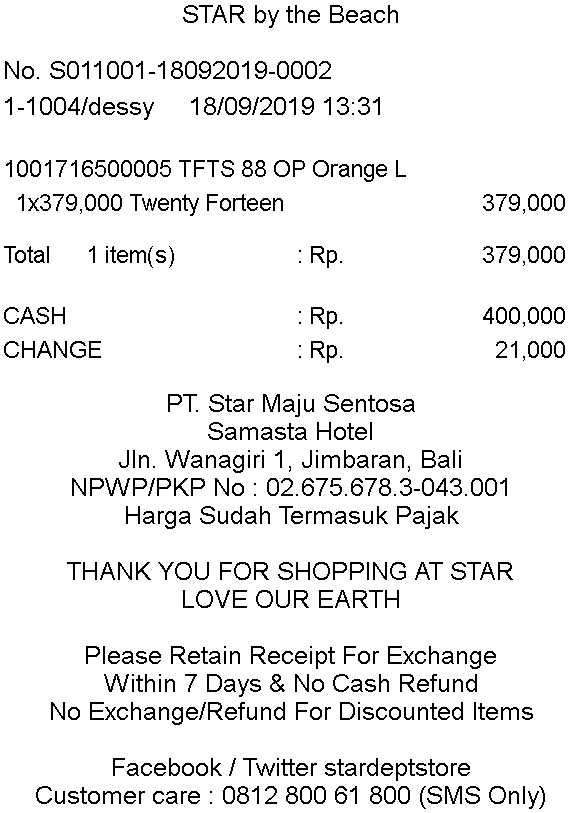 STAR by the Beach
No. S011001-18092019-0002
1-1004/dessy 18/09/2019 13:31
1001716500005 TFTS 88 OP Orange L
1x379,000 Twenty Forteen 379,000
Total 1 item(s) : Rp. 379,000
CASH : Rp. 400,000
CHANGE : Rp. 21,000
PT. Star Maju Sentosa
Samasta Hotel
Jln. Wanagiri 1, Jimbaran, Bali
NPWP/PKP No : 02.675.678.3-043.001
Harga Sudah Termasuk Pajak
THANK YOU FOR SHOPPING AT STAR
LOVE OUR EARTH
Please Retain Receipt For Exchange
Within 7 Days & No Cash Refund
No Exchange/Refund For Discounted Items
Facebook / Twitter stardeptstore
Customer care : 0812 800 61 800 (SMS Only)